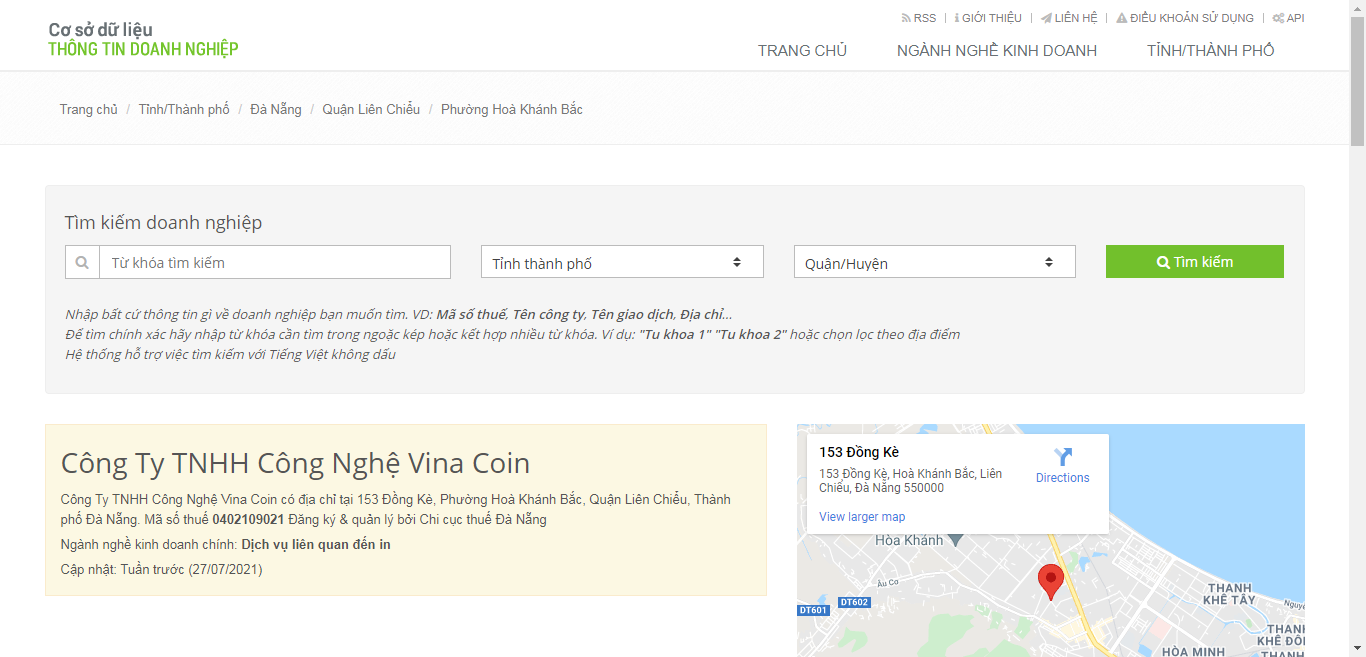 Cơ sở dữ liệu
THÔNG TIN DOANH NGHIỆP
RSS | GIỚI THIỆU | LIÊN HỆ | ĐIỀU KHOẢN SỬ DỤNG | API
TRANG CHỦ NGÀNH NGHỀ KINH DOANH TỈNH/THÀNH PHỐ
Trang chủ / Tỉnh/Thành phố / Đà Nẵng / Quận Liên Chiểu / Phường Hoà Khánh Bắc
Tìm kiếm doanh nghiệp
Từ khóa tìm kiếm Tỉnh thành phố Quận/Huyện Tìm kiếm
Nhập bất cứ thông tin gì về doanh nghiệp bạn muốn tìm. VD: Mã số thuế, Tên công ty, Tên giao dịch, Địa chỉ...
Để tìm chính xác hãy nhập từ khóa cần tìm trong ngoặc kép hoặc kết hợp nhiều từ khóa. Ví dụ: "Tu khoa 1" "Tu khoa 2" hoặc chọn lọc theo địa điểm
Hệ thống hỗ trợ việc tìm kiếm với Tiếng Việt không dấu
Công Ty TNHH Công Nghệ Vina Coin
Công Ty TNHH Công Nghệ Vina Coin có địa chỉ tại 153 Đồng Kè, Phường Hoà Khánh Bắc, Quận Liên Chiểu, Thành
phố Đà Nẵng. Mã số thuế 0402109021 Đăng ký & quản lý bởi Chi cục thuế Đà Nẵng
Ngành nghề kinh doanh chính: Dịch vụ liên quan đến in
Cập nhật: Tuần trước (27/07/2021)
153 Đồng Kè
153 Đồng Kè, Hoà Khánh Bắc, Liên
Chiểu, Đà Nẵng 550000
Directions
View larger map
Hòa Khánh
Âu Cơ
DT602
DT601
THANH
KHÊ TÂY
HÒA MINH